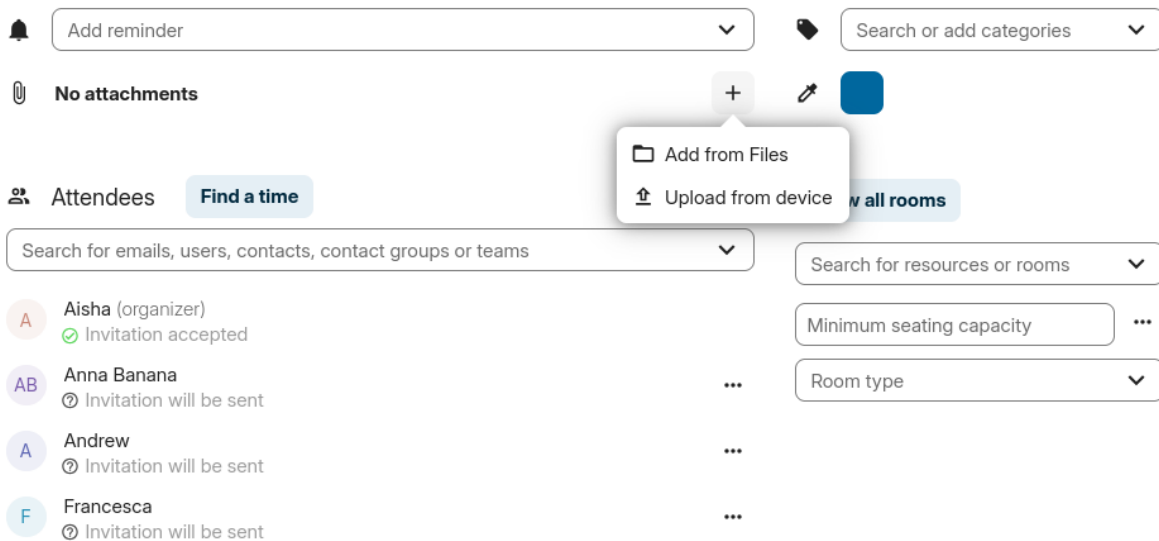 Add reminder
Search or add categories
No attachments
Add from Files
Upload from device
Attendees
Find a time
all rooms
Search for emails, users, contacts, contact groups or teams
Search for resources or rooms
A
Aisha (organizer)
Invitation accepted
Minimum seating capacity
AB
Anna Banana
Invitation will be sent
Room type
A
Andrew
Invitation will be sent
F
Francesca
Invitation will be sent